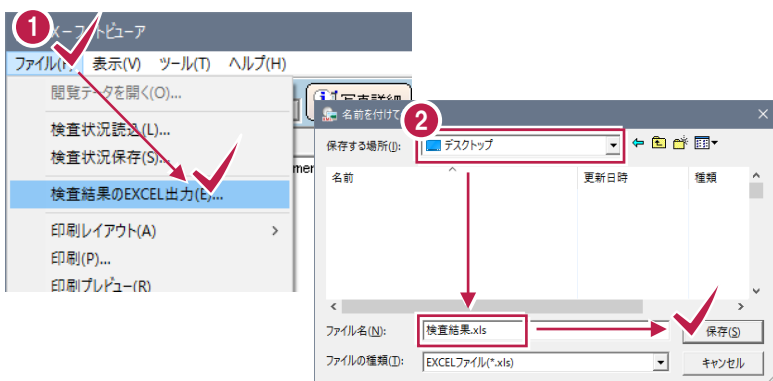 1
ファイル(F) 表示(V) ツール(T) ヘルプ(H)
閲覧データを開く(O)...
検査状況読込(L)...
検査状況保存(S)...
検査結果のEXCEL出力(E)...
印刷レイアウト(A) >
印刷(P)...
印刷プレビュー(R)
2
名前を付けて
保存する場所(I): デスクトップ
名前 更新日時 種類
ファイル名(N): 検査結果.xls 保存(S)
ファイルの種類(T): EXCELファイル(*.xls) キャンセル